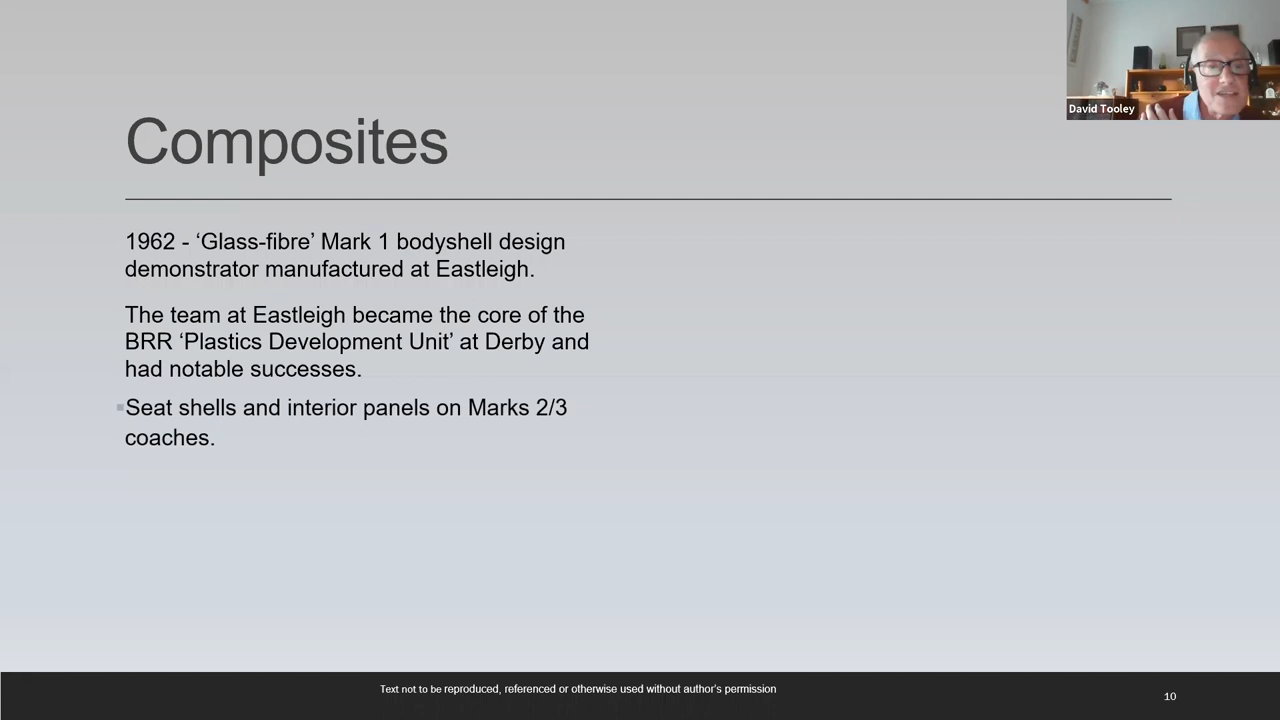 David Tooley
Composites
1962 - ‘Glass-fibre’ Mark 1 bodyshell design
demonstrator manufactured at Eastleigh.
The team at Eastleigh became the core of the
BRR ‘Plastics Development Unit’ at Derby and
had notable successes.
▪Seat shells and interior panels on Marks 2/3
coaches.
Text not to be reproduced, referenced or otherwise used without author’s permission
10